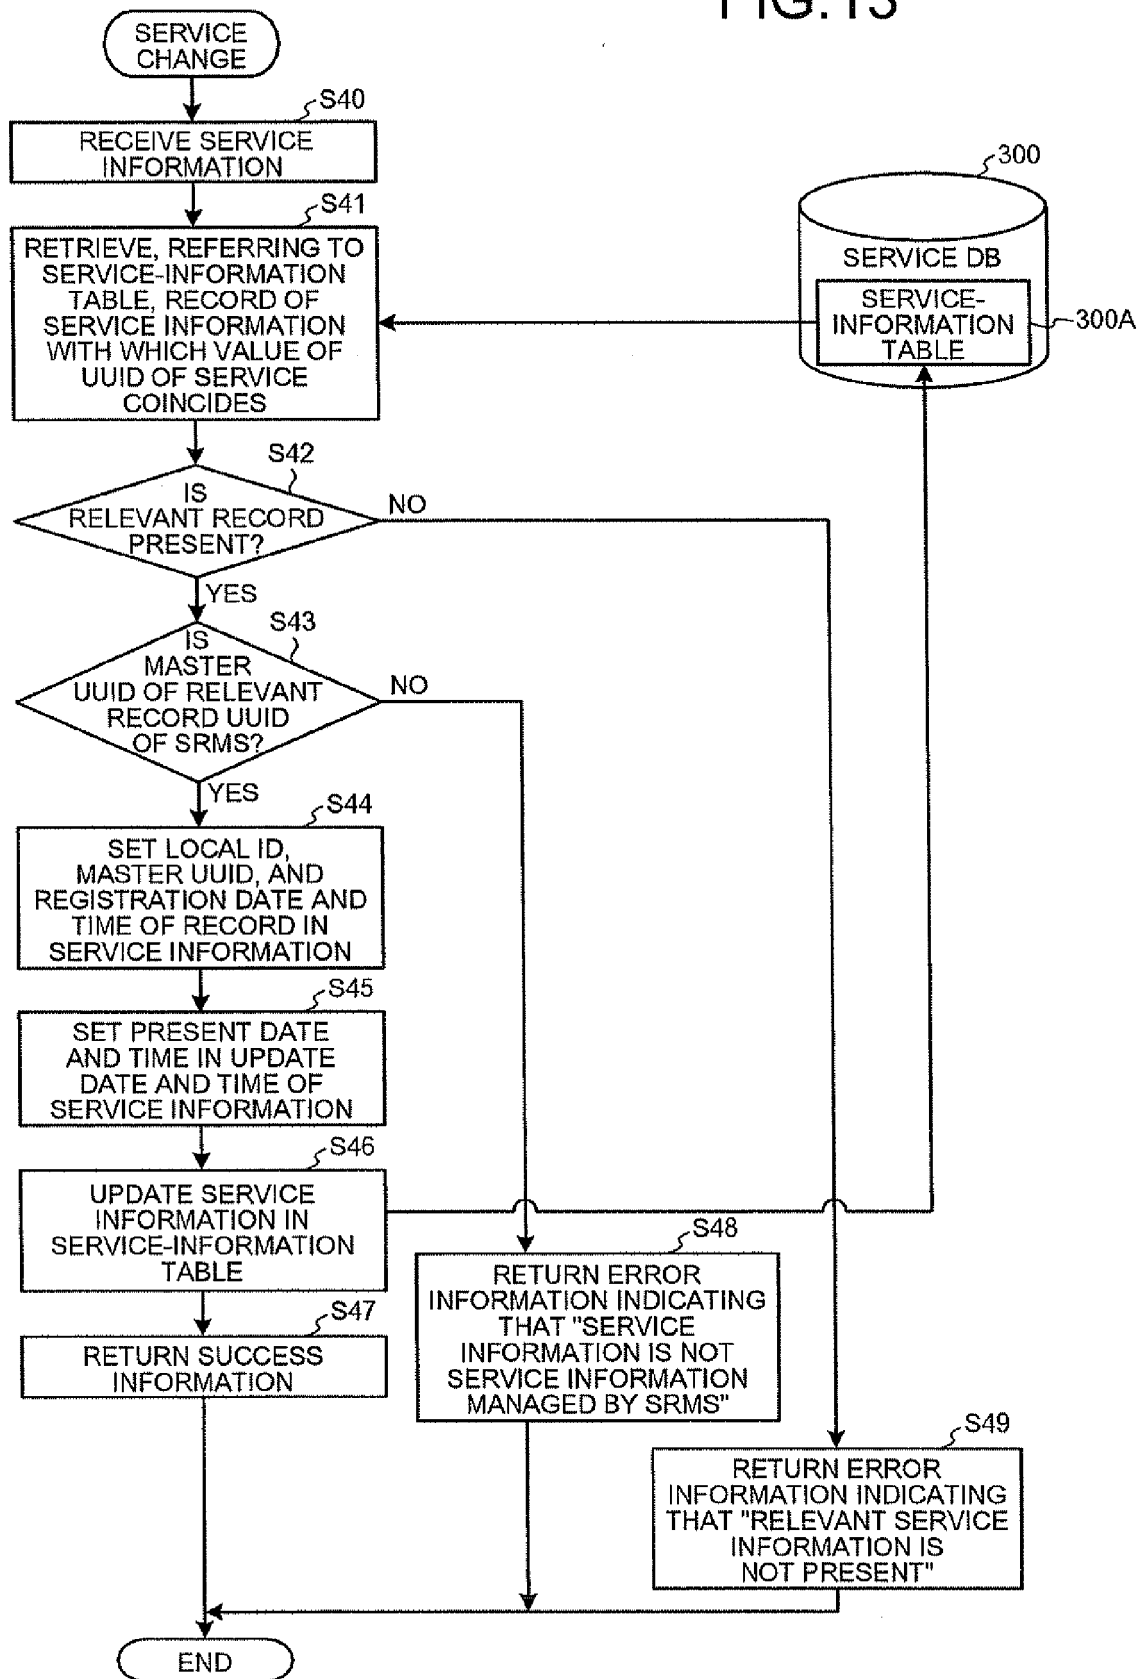 FIG.13
SERVICE
CHANGE
S40
RECEIVE SERVICE
INFORMATION
S41
RETRIEVE, REFERRING TO
SERVICE-INFORMATION
TABLE, RECORD OF
SERVICE INFORMATION
WITH WHICH VALUE OF
UUID OF SERVICE
COINCIDES
300
SERVICE DB
SERVICE-
INFORMATION
TABLE
300A
S42
IS
RELEVANT RECORD
PRESENT?
NO
YES
S43
IS
MASTER
UUID OF RELEVANT
RECORD UUID
OF SRMS?
NO
YES
S44
SET LOCAL ID,
MASTER UUID, AND
REGISTRATION DATE AND
TIME OF RECORD IN
SERVICE INFORMATION
S45
SET PRESENT DATE
AND TIME IN UPDATE
DATE AND TIME OF
SERVICE INFORMATION
S46
UPDATE SERVICE
INFORMATION IN
SERVICE-INFORMATION
TABLE
S47
RETURN SUCCESS
INFORMATION
S48
RETURN ERROR
INFORMATION INDICATING
THAT "SERVICE
INFORMATION IS NOT
SERVICE INFORMATION
MANAGED BY SRMS"
S49
RETURN ERROR
INFORMATION INDICATING
THAT "RELEVANT SERVICE
INFORMATION IS
NOT PRESENT"
END